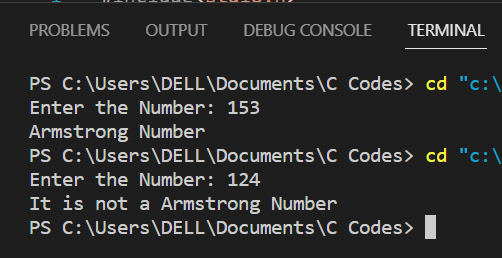 PROBLEMS OUTPUT DEBUG CONSOLE TERMINAL
PS C:\Users\DELL\Documents\C Codes> cd "c:\
Enter the Number: 153
Armstrong Number
PS C:\Users\DELL\Documents\C Codes> cd "c:\
Enter the Number: 124
It is not a Armstrong Number
PS C:\Users\DELL\Documents\C Codes>